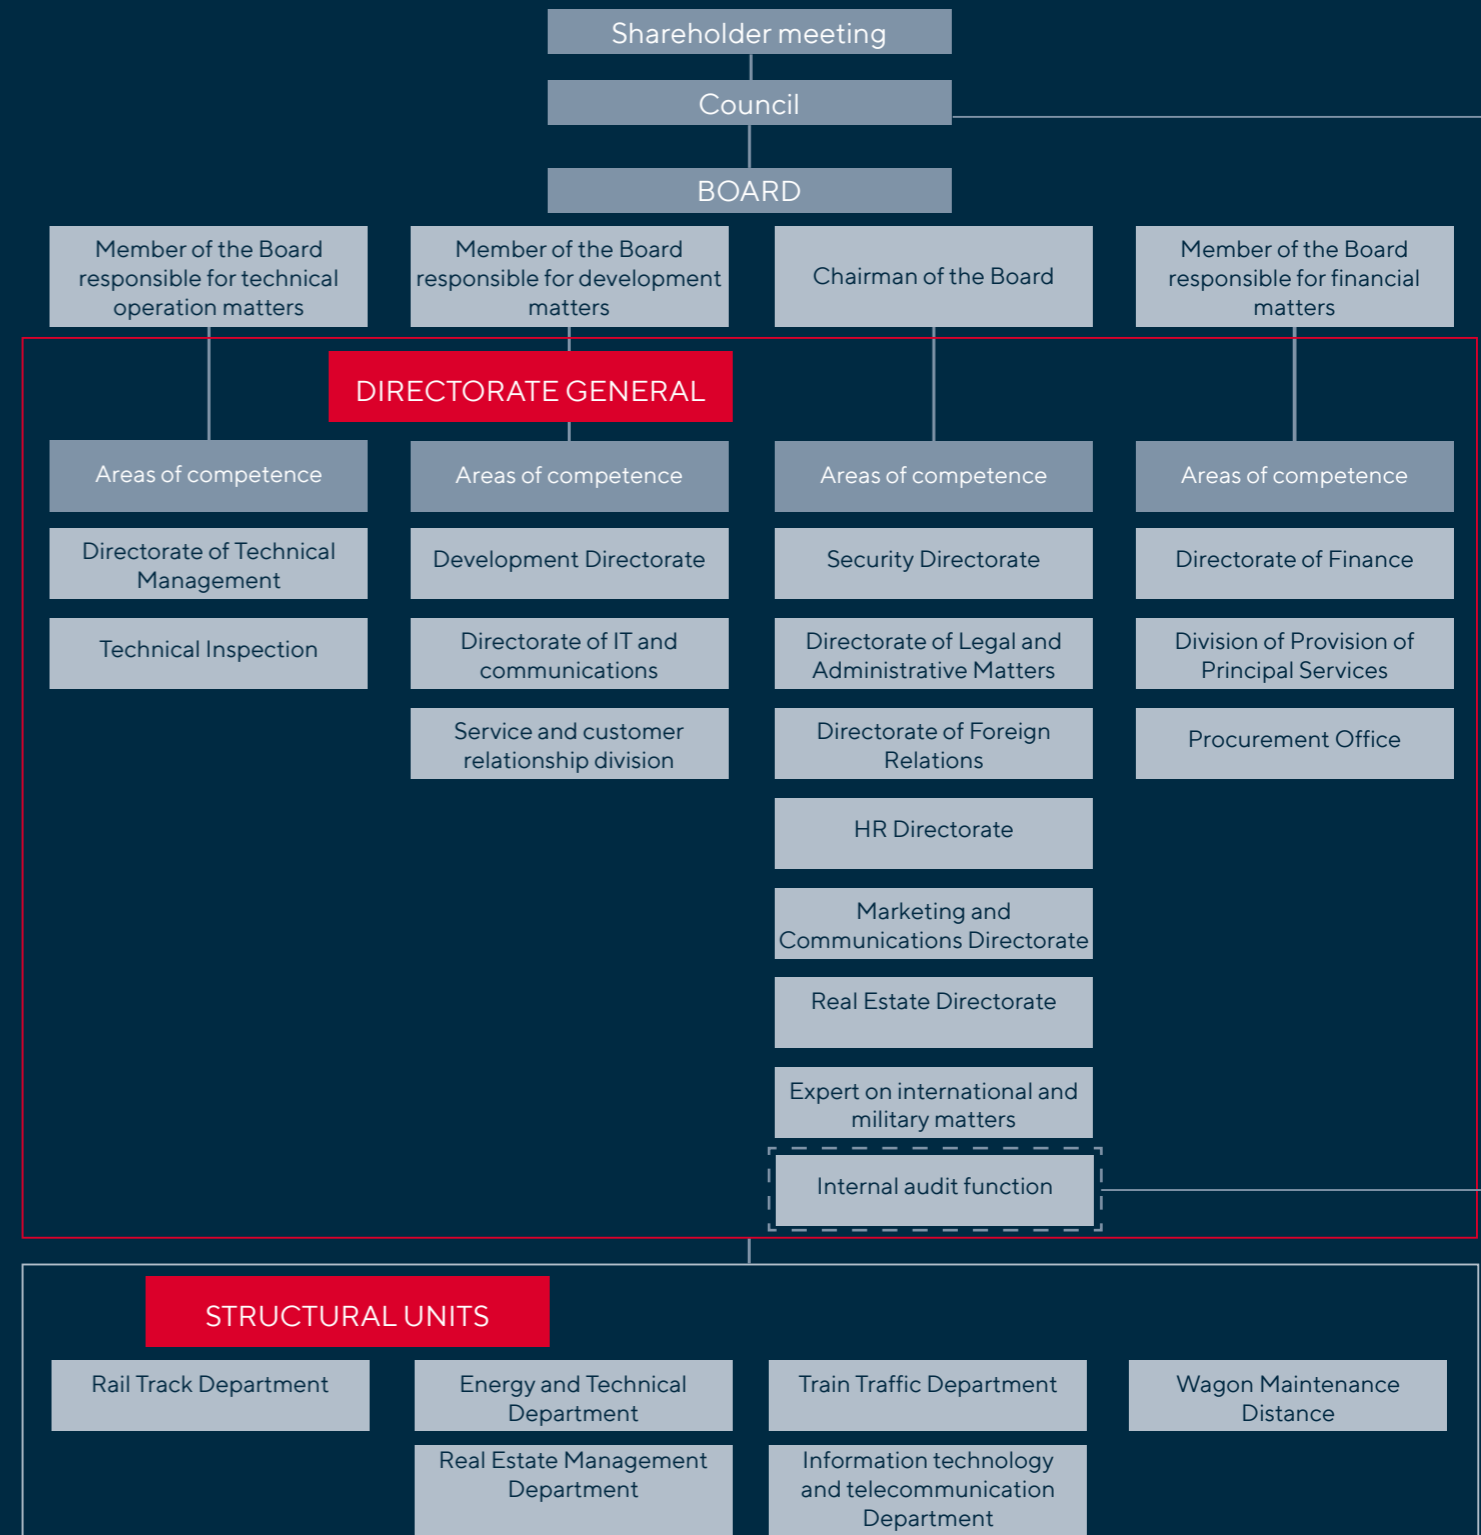 Shareholder meeting
Council
BOARD
Member of the Board
responsible for technical
operation matters
Member of the Board
responsible for development
matters
Chairman of the Board
Member of the Board
responsible for financial
matters
DIRECTORATE GENERAL
Areas of competence
Areas of competence
Areas of competence
Areas of competence
Directorate of Technical
Management
Development Directorate
Security Directorate
Directorate of Finance
Technical Inspection
Directorate of IT and
communications
Directorate of Legal and
Administrative Matters
Division of Provision of
Principal Services
Service and customer
relationship division
Directorate of Foreign
Relations
Procurement Office
HR Directorate
Marketing and
Communications Directorate
Real Estate Directorate
Expert on international and
military matters
Internal audit function
STRUCTURAL UNITS
Rail Track Department
Energy and Technical
Department
Train Traffic Department
Wagon Maintenance
Distance
Real Estate Management
Department
Information technology
and telecommunication
Department